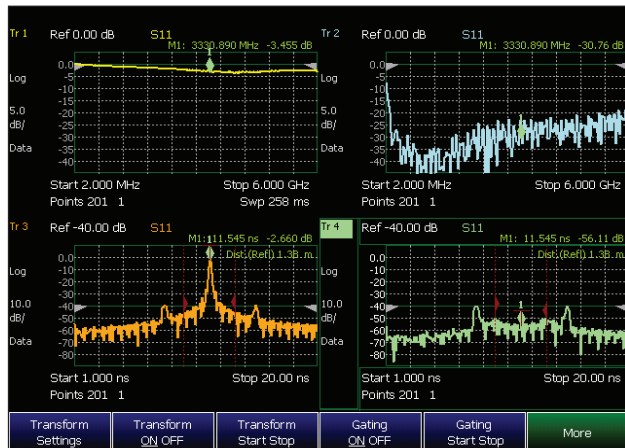 Tr 1 Ref 0.00 dB S11
M1: 3330.890 MHz -3.455 dB
1
Log
5.0
dB/
Data
0.0
-5
-10
-15
-20
-25
-30
-35
-40
Start 2.000 MHz Stop 6.000 GHz
Points 201 1 Swp 258 ms
Tr 2 Ref 0.00 dB S11
M1: 3330.890 MHz -30.76 dB
1
Log
5.0
dB/
Data
0.0
-5
-10
-15
-20
-25
-30
-35
-40
Start 2.000 MHz Stop 6.000 GHz
Points 201 1
Tr 3 Ref -40.00 dB S11
M1: 11.545 ns -2.660 dB
Dist.(Refl) 1.38 m
1
Log
10.0
dB/
Data
0.0
-10
-20
-30
-40
-50
-60
-70
-80
Start 1.000 ns Stop 20.00 ns
Points 201 1
Tr 4 Ref -40.00 dB S11
M1: 11.545 ns -56.11 dB
Dist.(Refl) 1.38 m
1
Log
10.0
dB/
Data
0.0
-10
-20
-30
-40
-50
-60
-70
-80
Start 1.000 ns Stop 20.00 ns
Points 201 1
Transform Settings
Transform ON OFF
Transform Start Stop
Gating ON OFF
Gating Start Stop
More